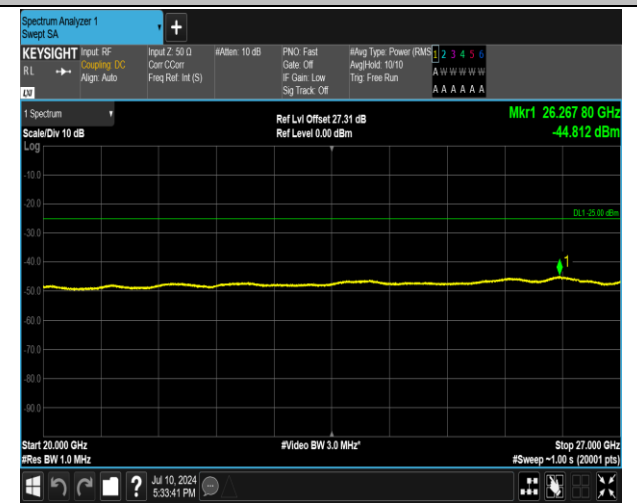 Spectrum Analyzer 1
Swept SA
KEYSIGHT Input: RF Input Z: 50 Ω #Atten: 10 dB PNO: Fast #Avg Type: Power (RMS 1 2 3 4 5 6
RL Coupling: DC Corr CCorr Gate: Off Avg|Hold: 10/10 A W W W W W
Align: Auto Freq Ref: Int (S) IF Gain: Low Trig: Free Run
LXI Sig Track: Off A A A A A A
1 Spectrum Ref Lvl Offset 27.31 dB Mkr1 26.267 80 GHz
Scale/Div 10 dB Ref Level 0.00 dBm -44.812 dBm
Log
-10.0
-20.0
DL1 -25.00 dBm
-30.0
-40.0
1
-50.0
-60.0
-70.0
-80.0
-90.0
Start 20.000 GHz #Video BW 3.0 MHz* Stop 27.000 GHz
#Res BW 1.0 MHz #Sweep ~1.00 s (20001 pts)
? Jul 10, 2024
5:33:41 PM